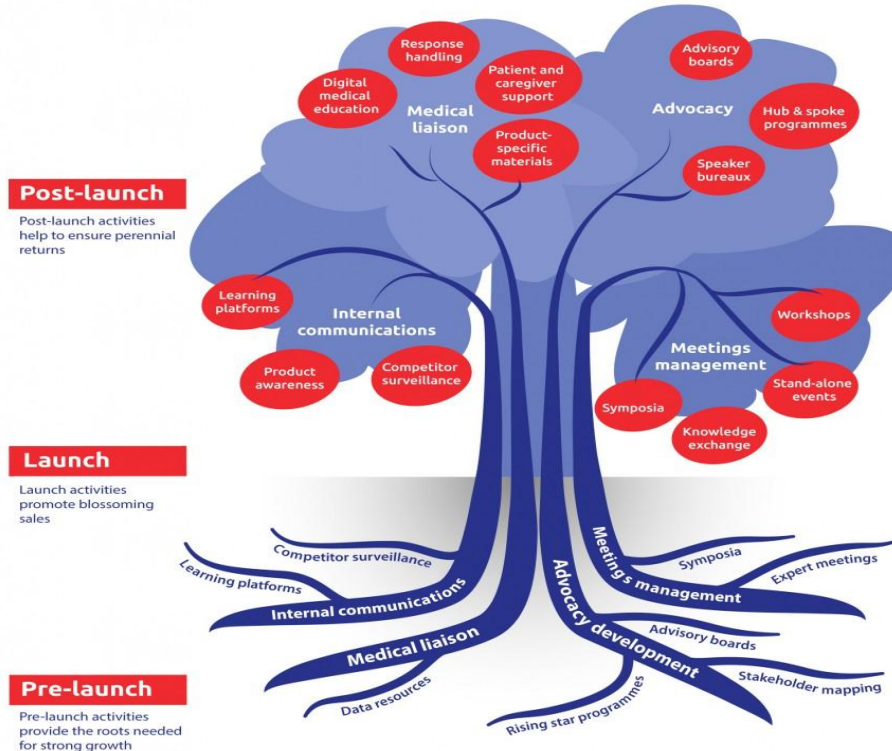 Response
handling
Advisory
boards
Digital
medical
education
Patient and
caregiver
support
Medical
liaison
Advocacy
Hub & spoke
programmes
Product-
specific
materials
Speaker
bureaux
Post-launch
Post-launch activities
help to ensure perennial
returns
Learning
platforms
Internal
communications
Workshops
Product
awareness
Competitor
surveillance
Meetings
management
Stand-alone
events
Symposia
Knowledge
exchange
Launch
Launch activities
promote blossoming
sales
Competitor surveillance
Learning platforms
Internal communications
Medical liaison
Data resources
Meetings management
Symposia
Expert meetings
Advocacy development
Advisory boards
Stakeholder mapping
Rising star programmes
Pre-launch
Pre-launch activities
provide the roots needed
for strong growth